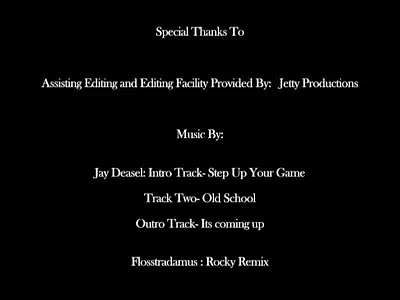 Special Thanks To
Assisting Editing and Editing Facility Provided By: Jetty Productions
Music By:
Jay Deasel: Intro Track- Step Up Your Game
Track Two- Old School
Outro Track- Its coming up
Flosstradamus : Rocky Remix